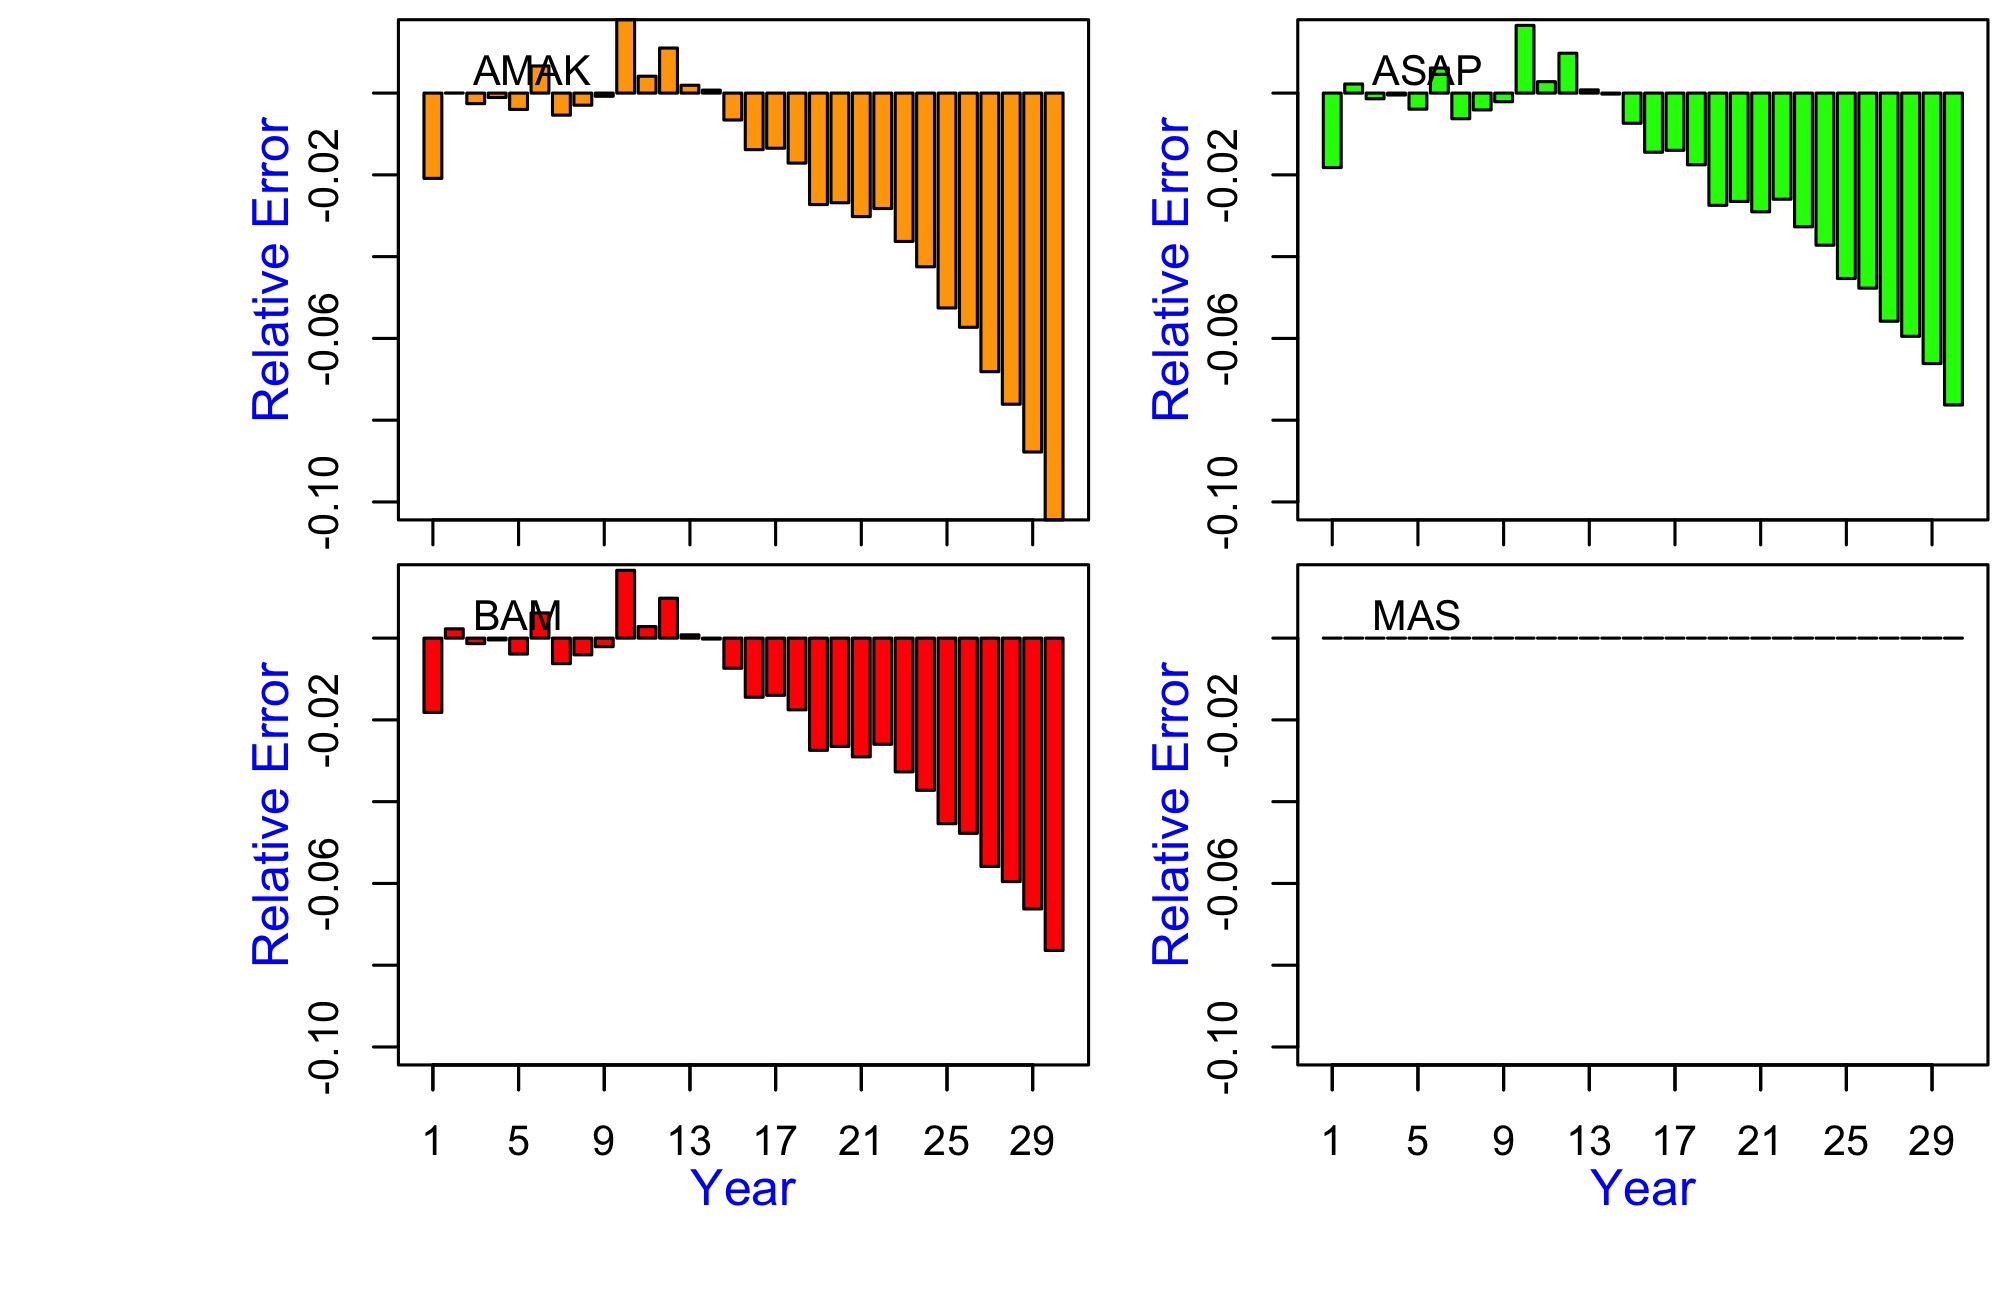 AMAK
Relative Error
-0.02
-0.06
-0.10
ASAP
Relative Error
-0.02
-0.06
-0.10
BAM
Relative Error
-0.02
-0.06
-0.10
1 5 9 13 17 21 25 29
Year
MAS
Relative Error
-0.02
-0.06
-0.10
1 5 9 13 17 21 25 29
Year